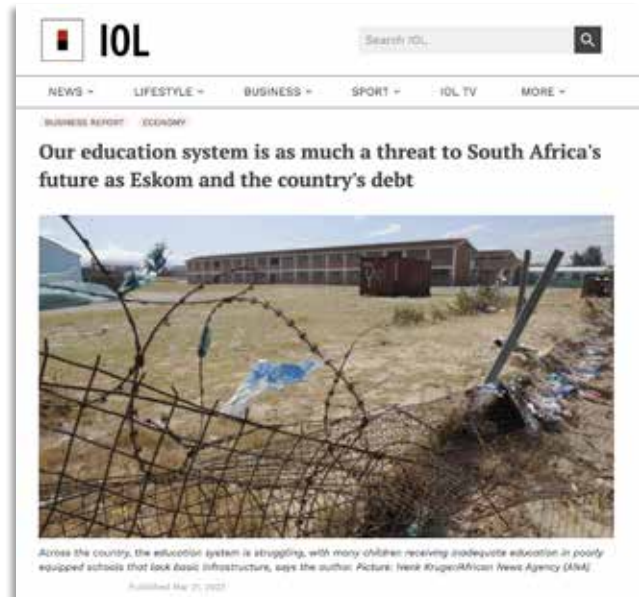 IOL
Search IOL
NEWS
LIFESTYLE
BUSINESS
SPORT
IOL TV
MORE
BUSINESS REPORT ECONOMY
Our education system is as much a threat to South Africa's
future as Eskom and the country's debt
Across the country, the education system is struggling, with many children receiving inadequate education in poorly
equipped schools that lack basic infrastructure, says the author. Picture: Henk Kruger/African News Agency (ANA)
Published Mar 21,